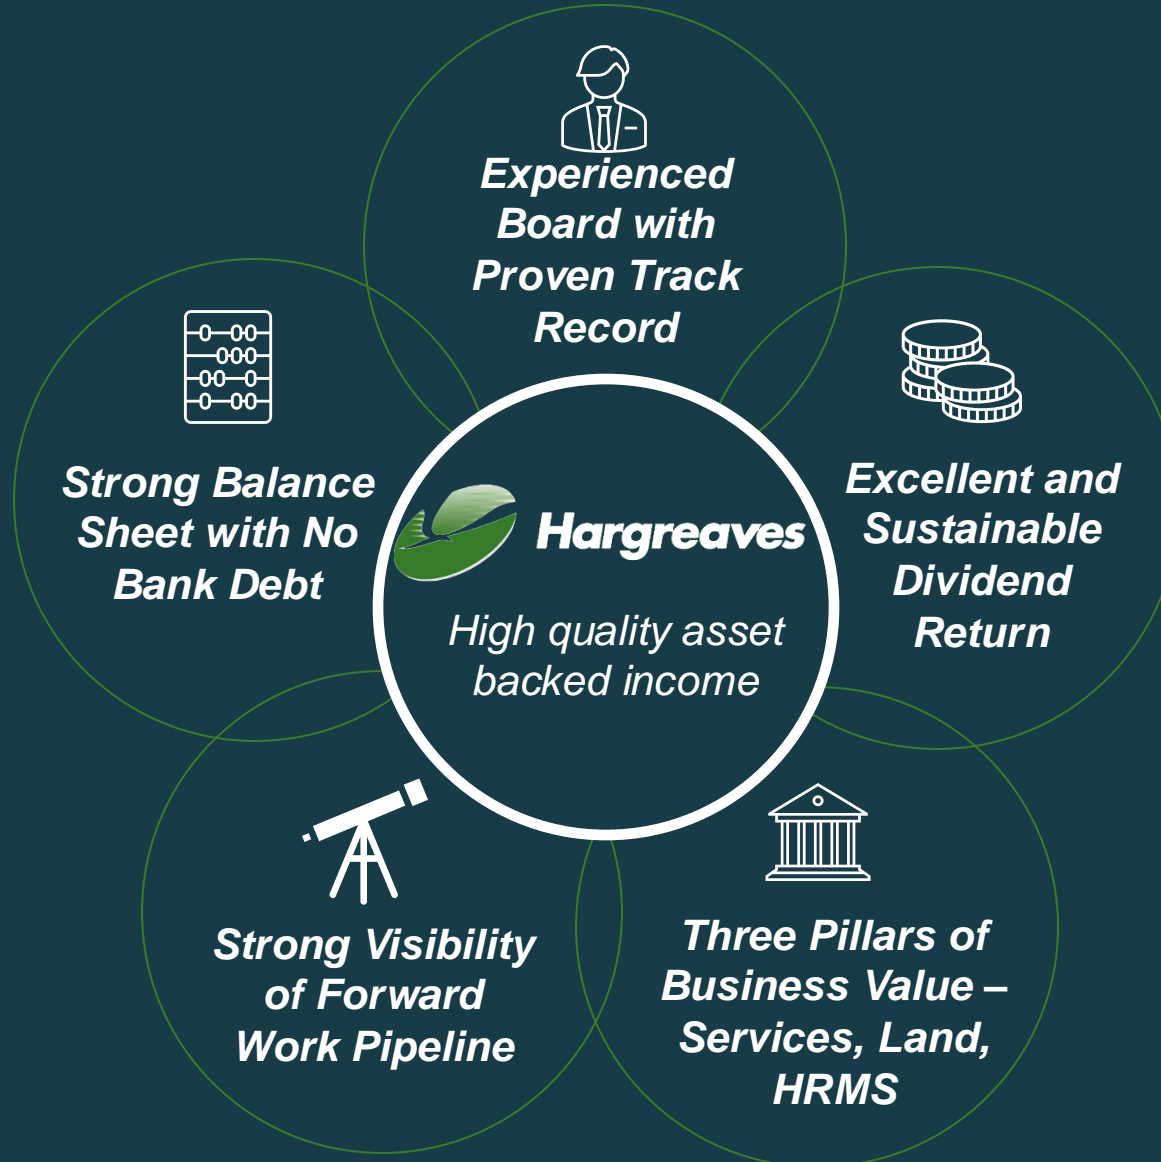 Experienced
Board with
Proven Track
Record
Strong Balance
Sheet with No
Bank Debt
Hargreaves
High quality asset
backed income
Excellent and
Sustainable
Dividend
Return
Strong Visibility
of Forward
Work Pipeline
Three Pillars of
Business Value –
Services, Land,
HRMS